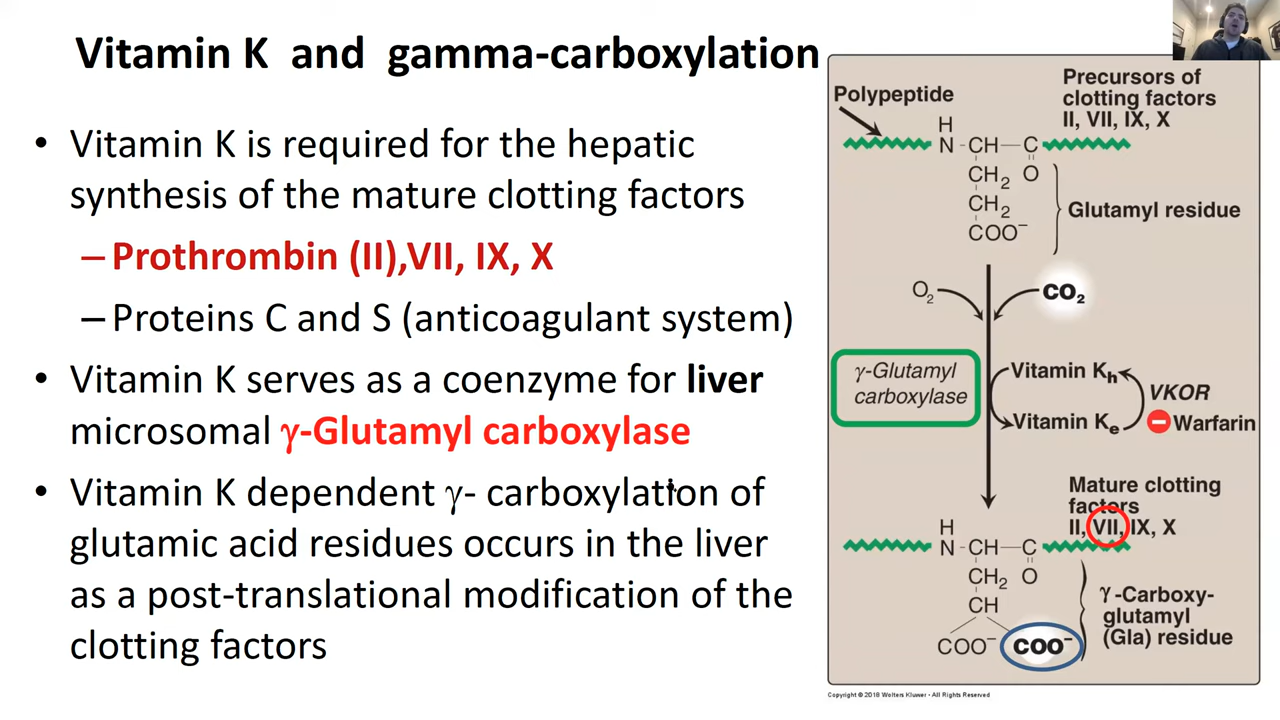 Vitamin K and gamma-carboxylation
• Vitamin K is required for the hepatic
synthesis of the mature clotting factors
– Prothrombin (II),VII, IX, X
– Proteins C and S (anticoagulant system)
• Vitamin K serves as a coenzyme for liver
microsomal γ-Glutamyl carboxylase
• Vitamin K dependent γ- carboxylation of
glutamic acid residues occurs in the liver
as a post-translational modification of the
clotting factors
Polypeptide
Precursors of
clotting factors
II, VII, IX, X
H
N CH C
CH₂ O
CH₂
COO⁻
Glutamyl residue
O₂
CO₂
γ-Glutamyl
carboxylase
Vitamin Kₕ
Vitamin Kₑ
VKOR
Warfarin
Mature clotting
factors
II, VII, IX, X
H
N CH C
CH₂ O
CH
COO⁻ COO⁻
γ-Carboxy-
glutamyl
(Gla) residue
Copyright © 2018 Wolters Kluwer - All Rights Reserved